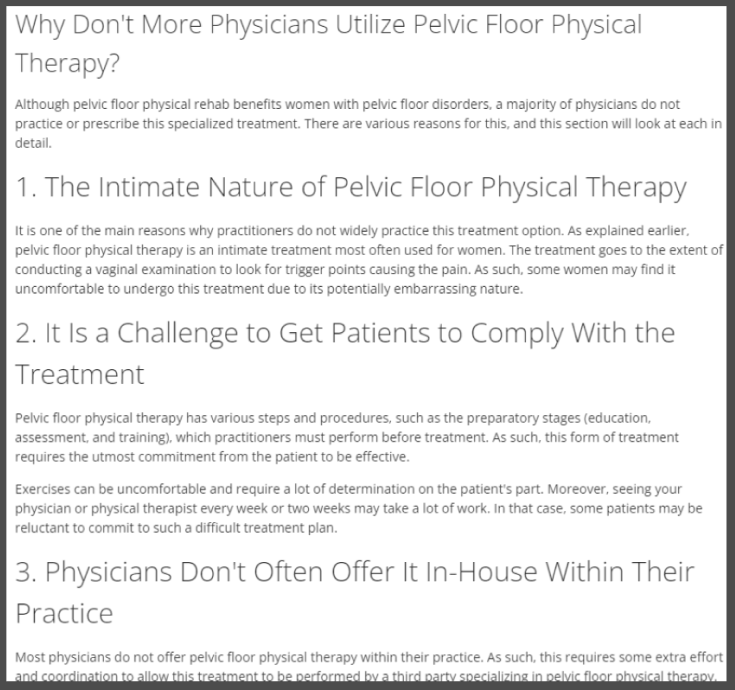 Why Don't More Physicians Utilize Pelvic Floor Physical
Therapy?
Although pelvic floor physical rehab benefits women with pelvic floor disorders, a majority of physicians do not
practice or prescribe this specialized treatment. There are various reasons for this, and this section will look at each in
detail.
1. The Intimate Nature of Pelvic Floor Physical Therapy
It is one of the main reasons why practitioners do not widely practice this treatment option. As explained earlier,
pelvic floor physical therapy is an intimate treatment most often used for women. The treatment goes to the extent of
conducting a vaginal examination to look for trigger points causing the pain. As such, some women may find it
uncomfortable to undergo this treatment due to its potentially embarrassing nature.
2. It Is a Challenge to Get Patients to Comply With the
Treatment
Pelvic floor physical therapy has various steps and procedures, such as the preparatory stages (education,
assessment, and training), which practitioners must perform before treatment. As such, this form of treatment
requires the utmost commitment from the patient to be effective.
Exercises can be uncomfortable and require a lot of determination on the patient's part. Moreover, seeing your
physician or physical therapist every week or two weeks may take a lot of work. In that case, some patients may be
reluctant to commit to such a difficult treatment plan.
3. Physicians Don't Often Offer It In-House Within Their
Practice
Most physicians do not offer pelvic floor physical therapy within their practice. As such, this requires some extra effort
and coordination to allow this treatment to be performed by a third party specializing in pelvic floor physical therapy.